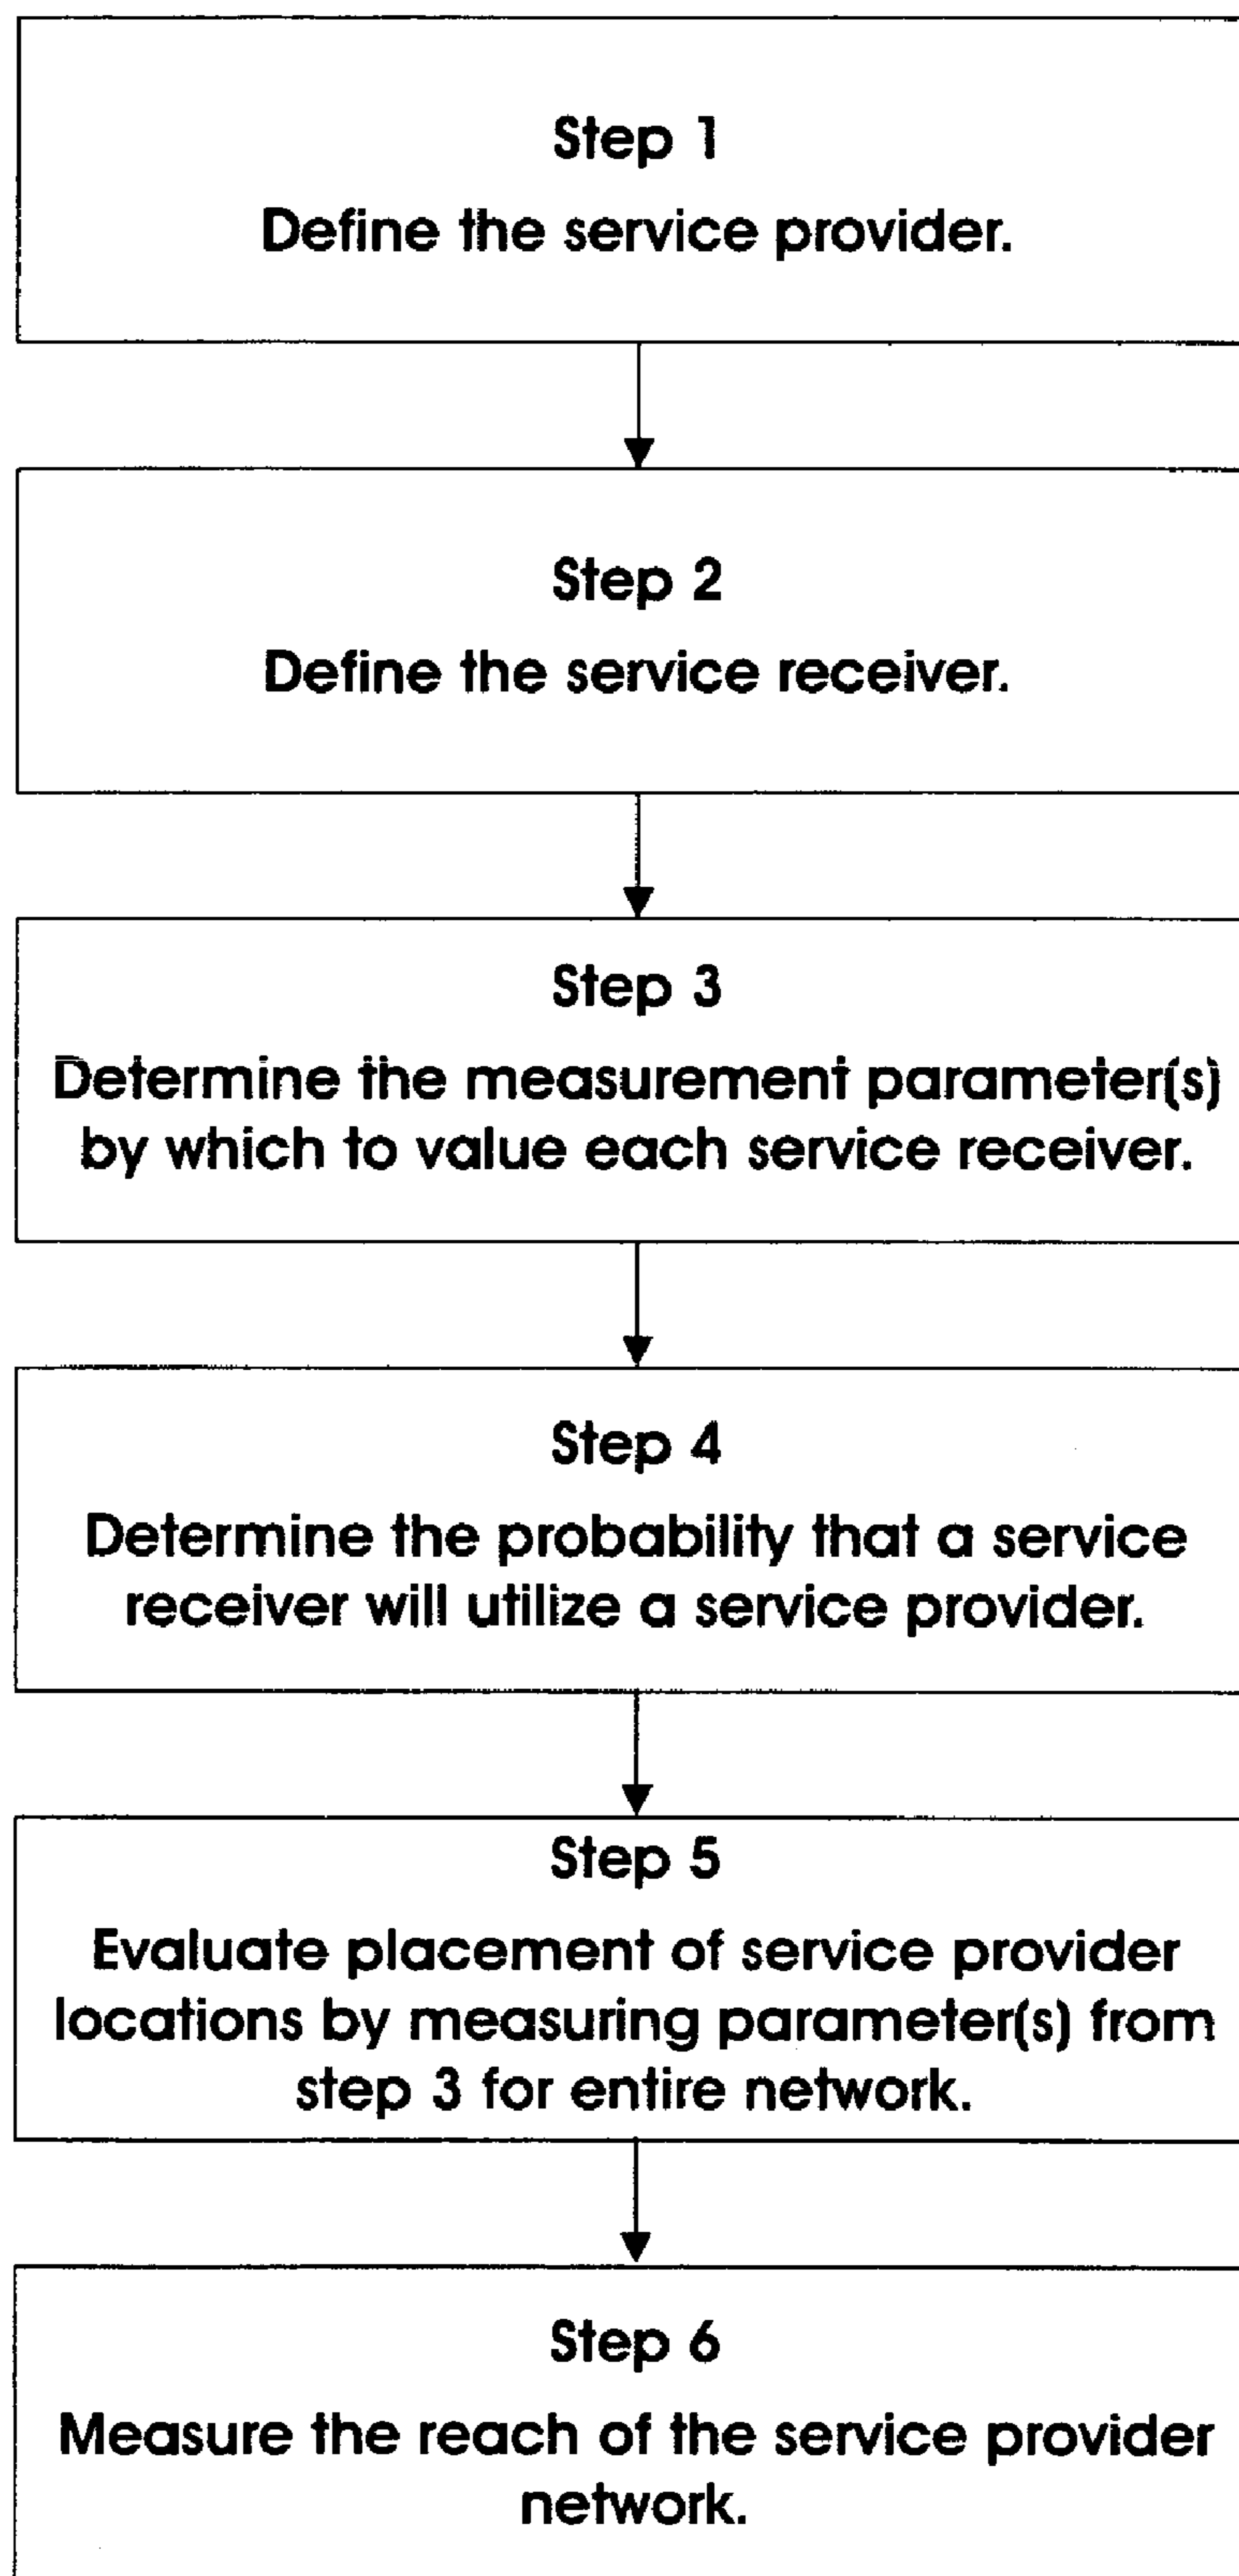 Step 1
Define the service provider.
Step 2
Define the service receiver.
Step 3
Determine the measurement parameter(s)
by which to value each service receiver.
Step 4
Determine the probability that a service
receiver will utilize a service provider.
Step 5
Evaluate placement of service provider
locations by measuring parameter(s) from
step 3 for entire network.
Step 6
Measure the reach of the service provider
network.